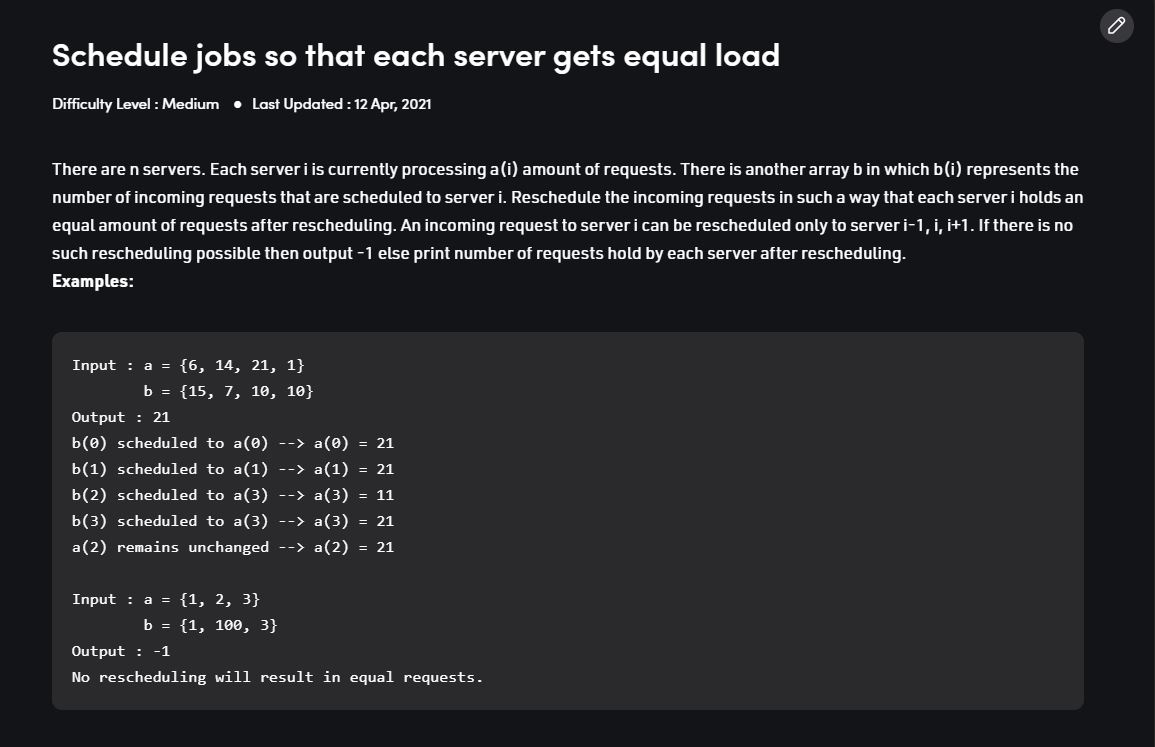 Schedule jobs so that each server gets equal load
Difficulty Level : Medium ● Last Updated : 12 Apr, 2021
There are n servers. Each server i is currently processing a(i) amount of requests. There is another array b in which b(i) represents the
number of incoming requests that are scheduled to server i. Reschedule the incoming requests in such a way that each server i holds an
equal amount of requests after rescheduling. An incoming request to server i can be rescheduled only to server i-1, i, i+1. If there is no
such rescheduling possible then output -1 else print number of requests hold by each server after rescheduling.
Examples:
Input : a = {6, 14, 21, 1}
        b = {15, 7, 10, 10}
Output : 21
b(0) scheduled to a(0) --> a(0) = 21
b(1) scheduled to a(1) --> a(1) = 21
b(2) scheduled to a(3) --> a(3) = 11
b(3) scheduled to a(3) --> a(3) = 21
a(2) remains unchanged --> a(2) = 21
Input : a = {1, 2, 3}
        b = {1, 100, 3}
Output : -1
No rescheduling will result in equal requests.